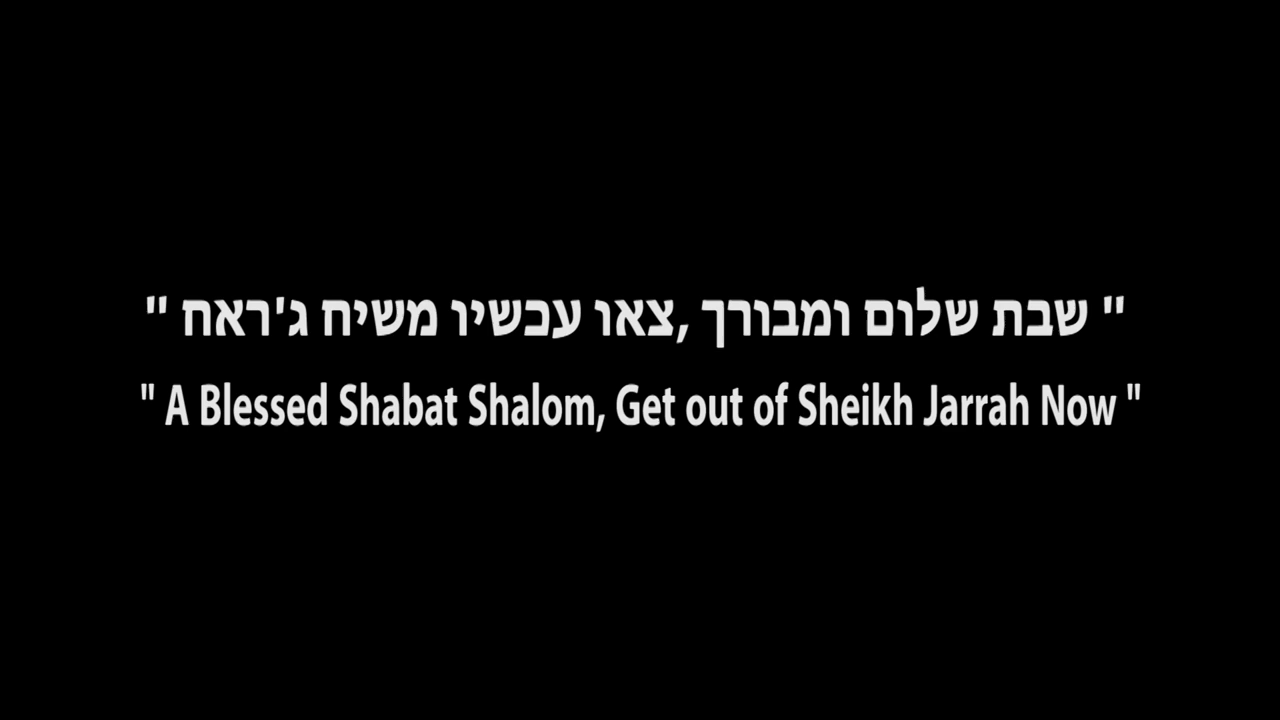 " שבת שלום ומבורך ,צאו עכשיו משיח ג'ראח "
" A Blessed Shabat Shalom, Get out of Sheikh Jarrah Now "